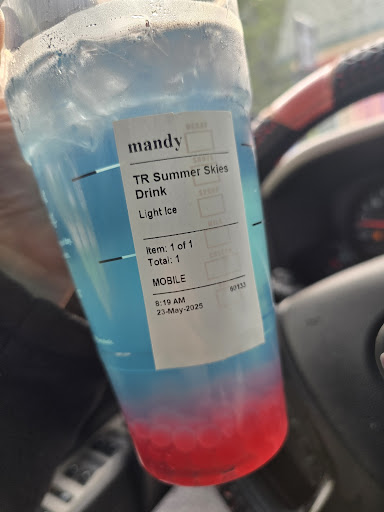 mandy
TR Summer Skies
Drink
Light Ice
Item: 1 of 1
Total: 1
MOBILE
8:19 AM
23-May-2025